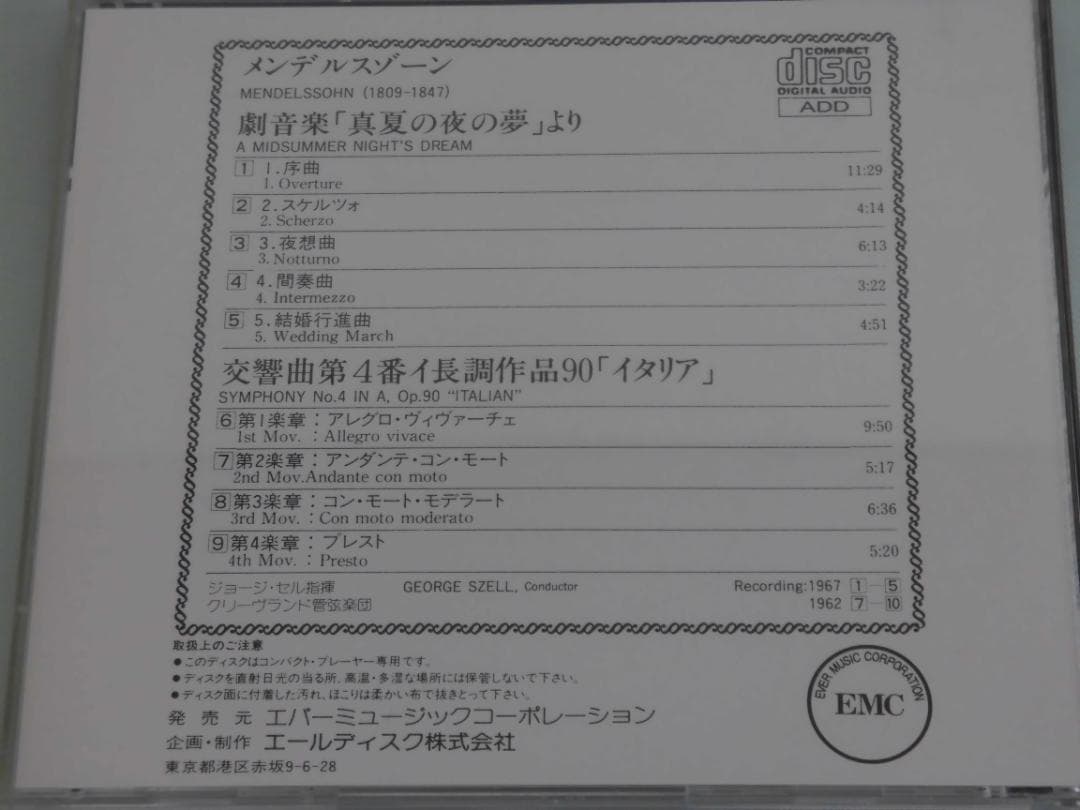 メンデルスゾーン
MENDELSSOHN (1809-1847)
COMPACT
disc
DIGITAL AUDIO
ADD
劇音楽「真夏の夜の夢」より
A MIDSUMMER NIGHT'S DREAM
1 1.序曲 11:29
1. Overture
2 2.スケルツォ 4:14
2. Scherzo
3 3.夜想曲 6:13
3. Notturno
4 4.間奏曲 3:22
4. Intermezzo
5 5.結婚行進曲 4:51
5. Wedding March
交響曲第4番イ長調作品90「イタリア」
SYMPHONY No.4 IN A, Op.90 "ITALIAN"
6 第1楽章:アレグロ・ヴィヴァーチェ 9:50
1st Mov. : Allegro vivace
7 第2楽章:アンダンテ・コン・モート 5:17
2nd Mov.Andante con moto
8 第3楽章:コン・モート・モデラート 6:36
3rd Mov. : Con moto moderato
9 第4楽章:プレスト 5:20
4th Mov. : Presto
ジョージ・セル指揮 GEORGE SZELL, Conductor Recording:1967 1-5
クリーヴランド管弦楽団 1962 7-10
取扱上のご注意
●このディスクはコンパクト・プレーヤー専用です。
●ディスクを直射日光の当る所、高温・多湿な場所には保管しないで下さい。
●ディスク面に付着した汚れ、ほこりは柔かい布で抜きとって下さい。
発売元 エバーミュージックコーポレーション
企画・制作 エールディスク株式会社
東京都港区赤坂9-6-28
EVER MUSIC CORPORATION
EMC